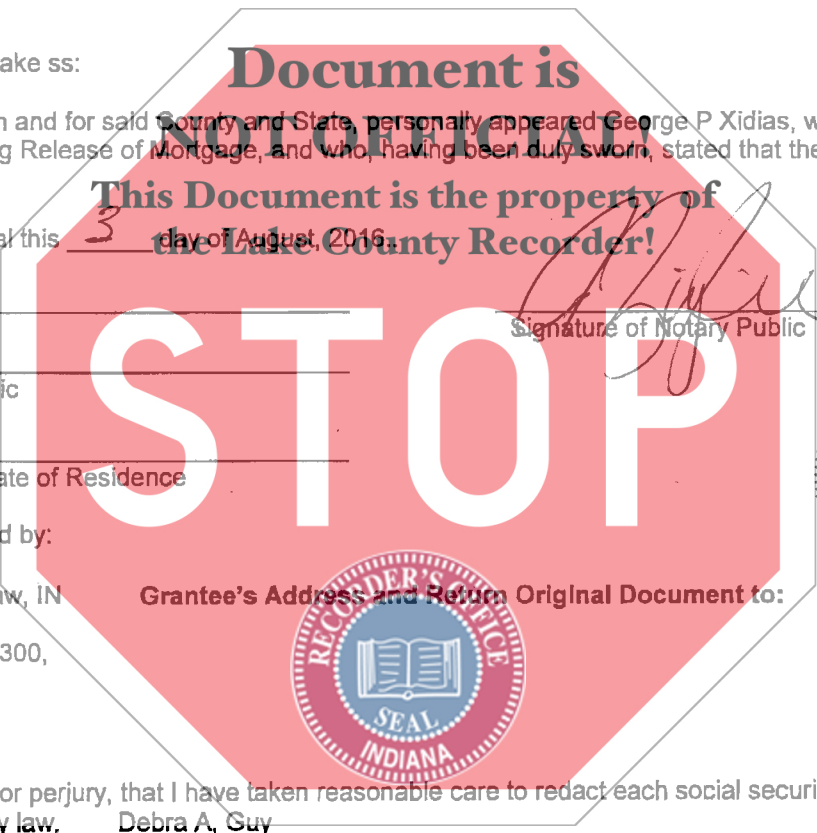 Document is
ake ss:
n and for said County and State, personally appeared George P Xidias, w
NOT OFFICIAL!
g Release of Mortgage, and who, having been duly sworn, stated that the
This Document is the property of
al this 3 day of August, 2016.
the Lake County Recorder!
Signature of Notary Public
ic
STOP
ate of Residence
d by:
aw, IN Grantee's Address and Return Original Document to:
300,
RECORDER'S OFFICE
SEAL
INDIANA
or perjury, that I have taken reasonable care to redact each social securi
y law. Debra A, Guy